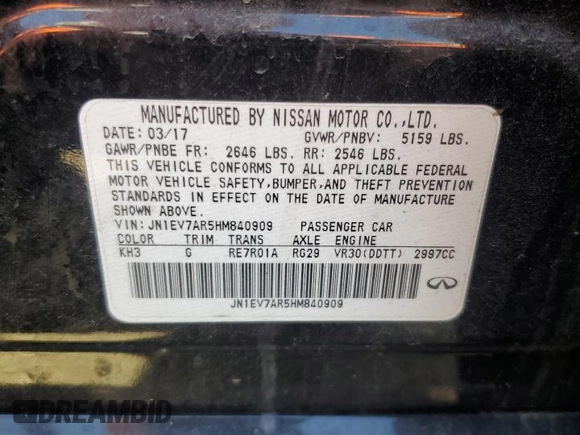 MANUFACTURED BY NISSAN MOTOR CO.,LTD.
DATE: 03/17 GVWR/PNBV: 5159 LBS.
GAWR/PNBE FR: 2646 LBS. RR: 2546 LBS.
THIS VEHICLE CONFORMS TO ALL APPLICABLE FEDERAL
MOTOR VEHICLE SAFETY,BUMPER,AND THEFT PREVENTION
STANDARDS IN EFFECT ON THE DATE OF MANUFACTURE
SHOWN ABOVE.
VIN: JN1EV7AR5HM840909 PASSENGER CAR
COLOR TRIM TRANS AXLE ENGINE
KH3 G RE7R01A RG29 VR30(DDTT) 2997CC
JN1EV7AR5HM840909
DREAMBID